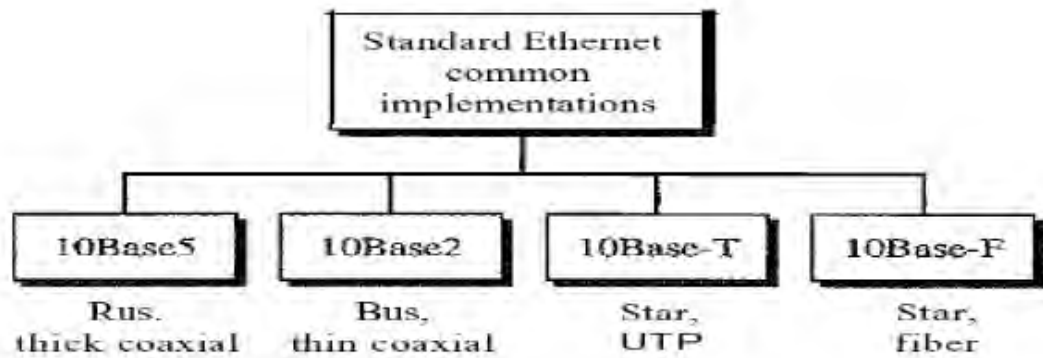 Standard Ethernet
common
implementations
10Base5
10Base2
10Base-T
10Base-F
Rus.
thick coaxial
Bus,
thin coaxial
Star,
UTP
Star,
fiber